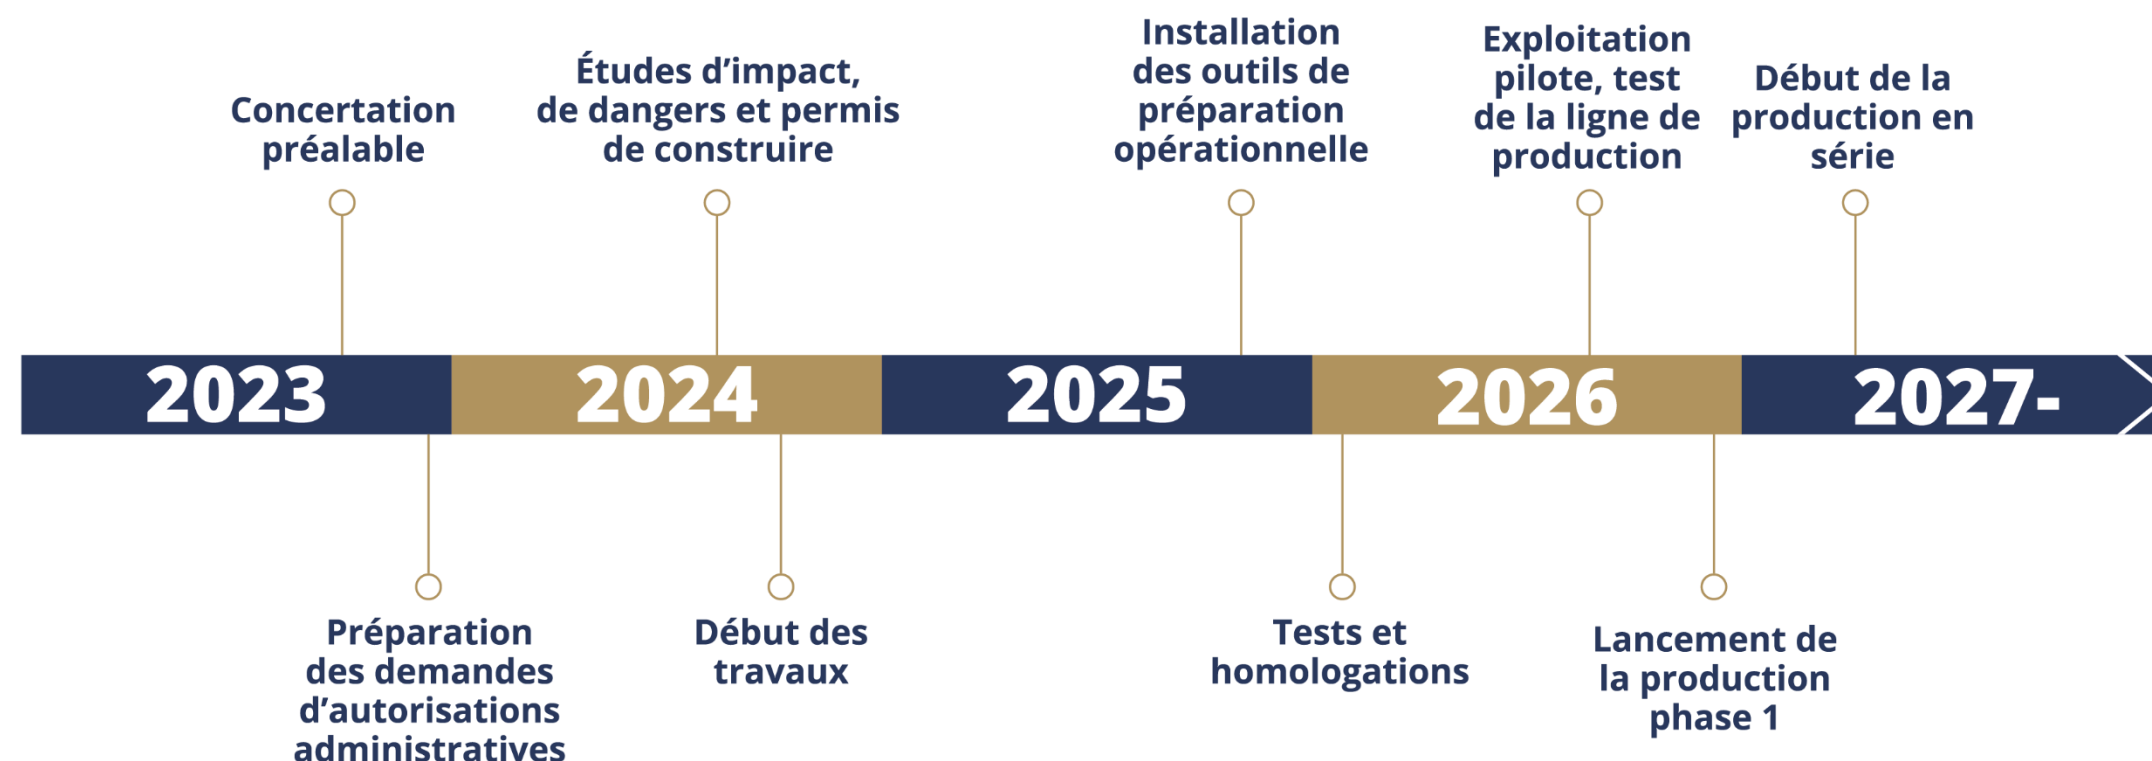 Concertation
préalable
Études d’impact,
de dangers et permis
de construire
Installation
des outils de
préparation
opérationnelle
Exploitation
pilote, test
de la ligne de
production
Début de la
production en
série
2023
2024
2025
2026
2027-
Préparation
des demandes
d’autorisations
administratives
Début des
travaux
Tests et
homologations
Lancement de
la production
phase 1